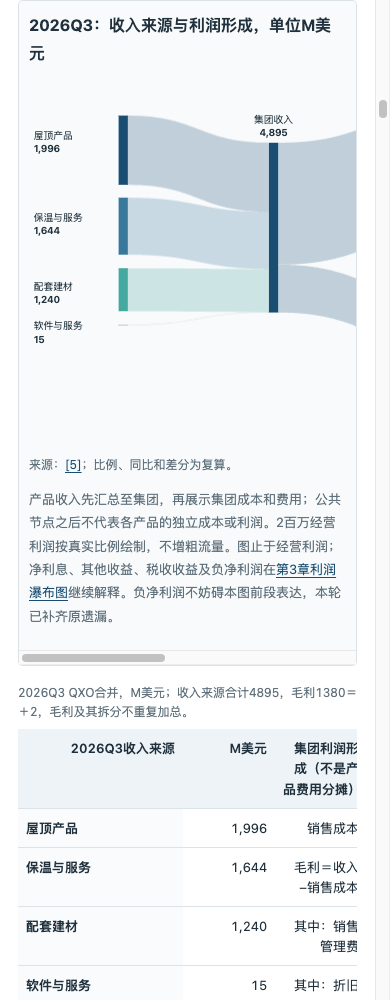 2026Q3：收入来源与利润形成，单位M美
元
集团收入
4,895
屋顶产品
1,996
保温与服务
1,644
配套建材
1,240
软件与服务
15
来源：[5]；比例、同比和差分为复算。
产品收入先汇总至集团，再展示集团成本和费用；公共
节点之后不代表各产品的独立成本或利润。2百万经营
利润按真实比例绘制，不增粗流量。图止于经营利润；
净利息、其他收益、税收收益及负净利润在第3章利润
瀑布图继续解释。负净利润不妨碍本图前段表达，本轮
已补齐原遗漏。
2026Q3 QXO合并，M美元；收入来源合计4895，毛利1380＝
＋2，毛利及其拆分不重复加总。
2026Q3收入来源 M美元 集团利润形
成（不是产
品费用分摊）
屋顶产品 1,996 销售成本
保温与服务 1,644 毛利＝收入
−销售成本
配套建材 1,240 其中：销售
管理费
软件与服务 15 其中：折旧